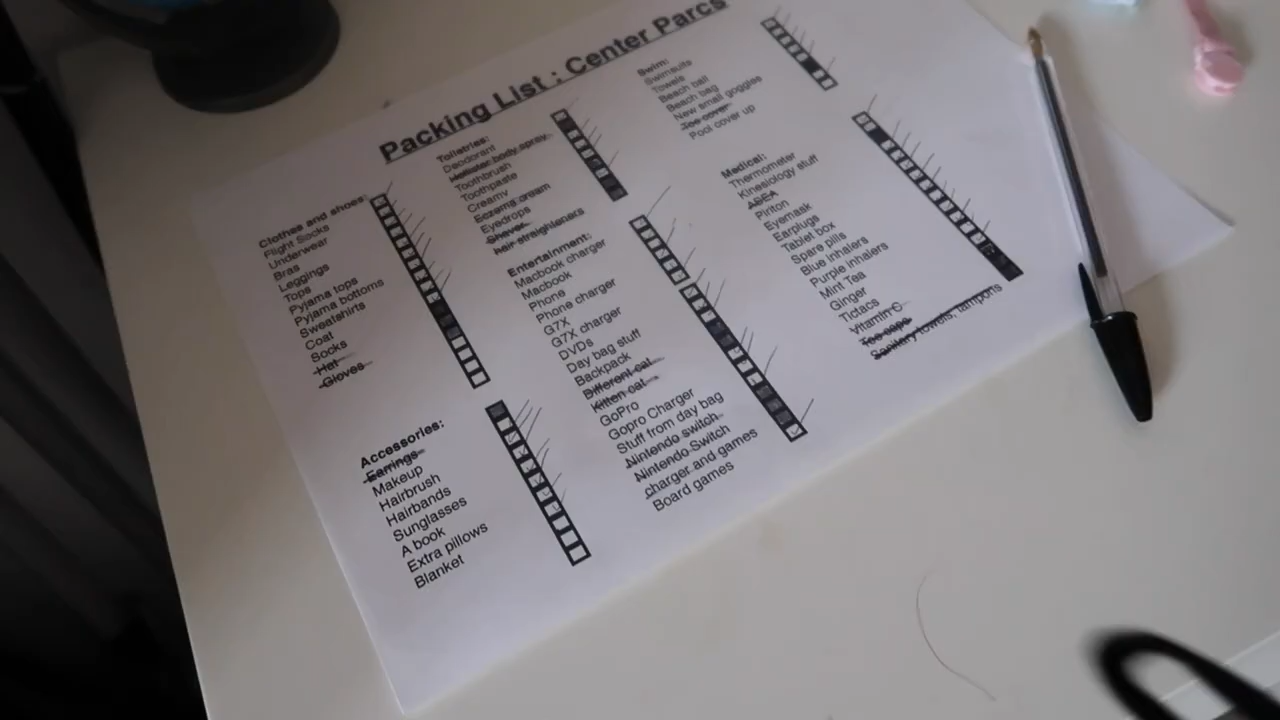 Packing List : Center Parcs
Clothes and shoes
Flight Socks
Underwear
Bras
Leggings
Tops
Pyjama tops
Pyjama bottoms
Sweatshirts
Coat
Socks
Hat
Gloves
Accessories:
Earrings
Makeup
Hairbrush
Hairbands
Sunglasses
A book
Extra pillows
Blanket
Toiletries:
Deodorant
body spray
Toothbrush
Toothpaste
Creamy
Eczema cream
Eyedrops
Shaver
hair straighteners
Entertainment:
Macbook charger
Macbook
Phone
Phone charger
G7X
G7X charger
DVDs
Day bag stuff
Backpack
Different cat
Kitten cat
GoPro
Gopro Charger
Stuff from day bag
Nintendo switch
Nintendo Switch
charger and games
Board games
Swim:
Swimsuits
Towels
Beach ball
Beach bag
New small goggles
Toe cover
Pool cover up
Medical:
Thermometer
Kinesiology stuff
Piriton
Eyemask
Earplugs
Tablet box
Spare pills
Blue inhalers
Purple inhalers
Mint Tea
Ginger
Tictacs
Vitamin C
Toe caps
Sanitary towels, tampons